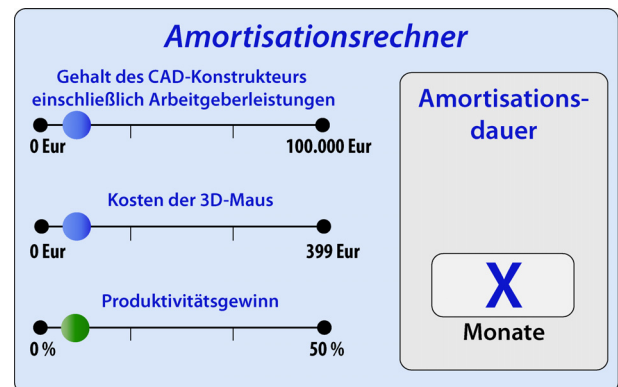 Amortisationsrechner
Gehalt des CAD-Konstrukteurs
einschließlich Arbeitgeberleistungen
0 Eur
100.000 Eur
Kosten der 3D-Maus
0 Eur
399 Eur
Produktivitätsgewinn
0 %
50 %
Amortisations-
dauer
X
Monate